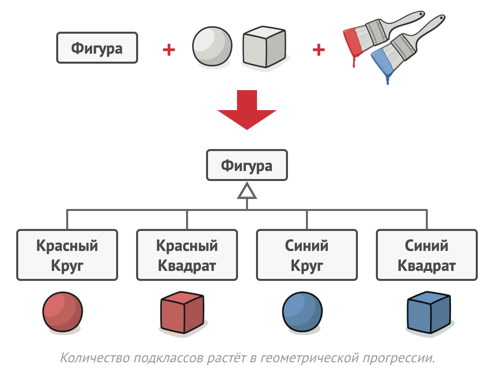 Фигура
+
+
Фигура
Красный
Круг
Красный
Квадрат
Синий
Круг
Синий
Квадрат
Количество подклассов растёт в геометрической прогрессии.